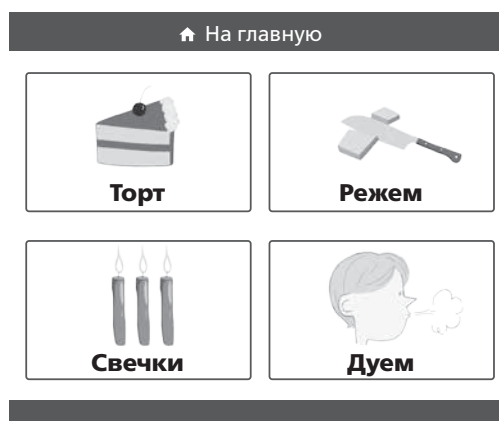 На главную
Торт
Режем
Свечки
Дуем